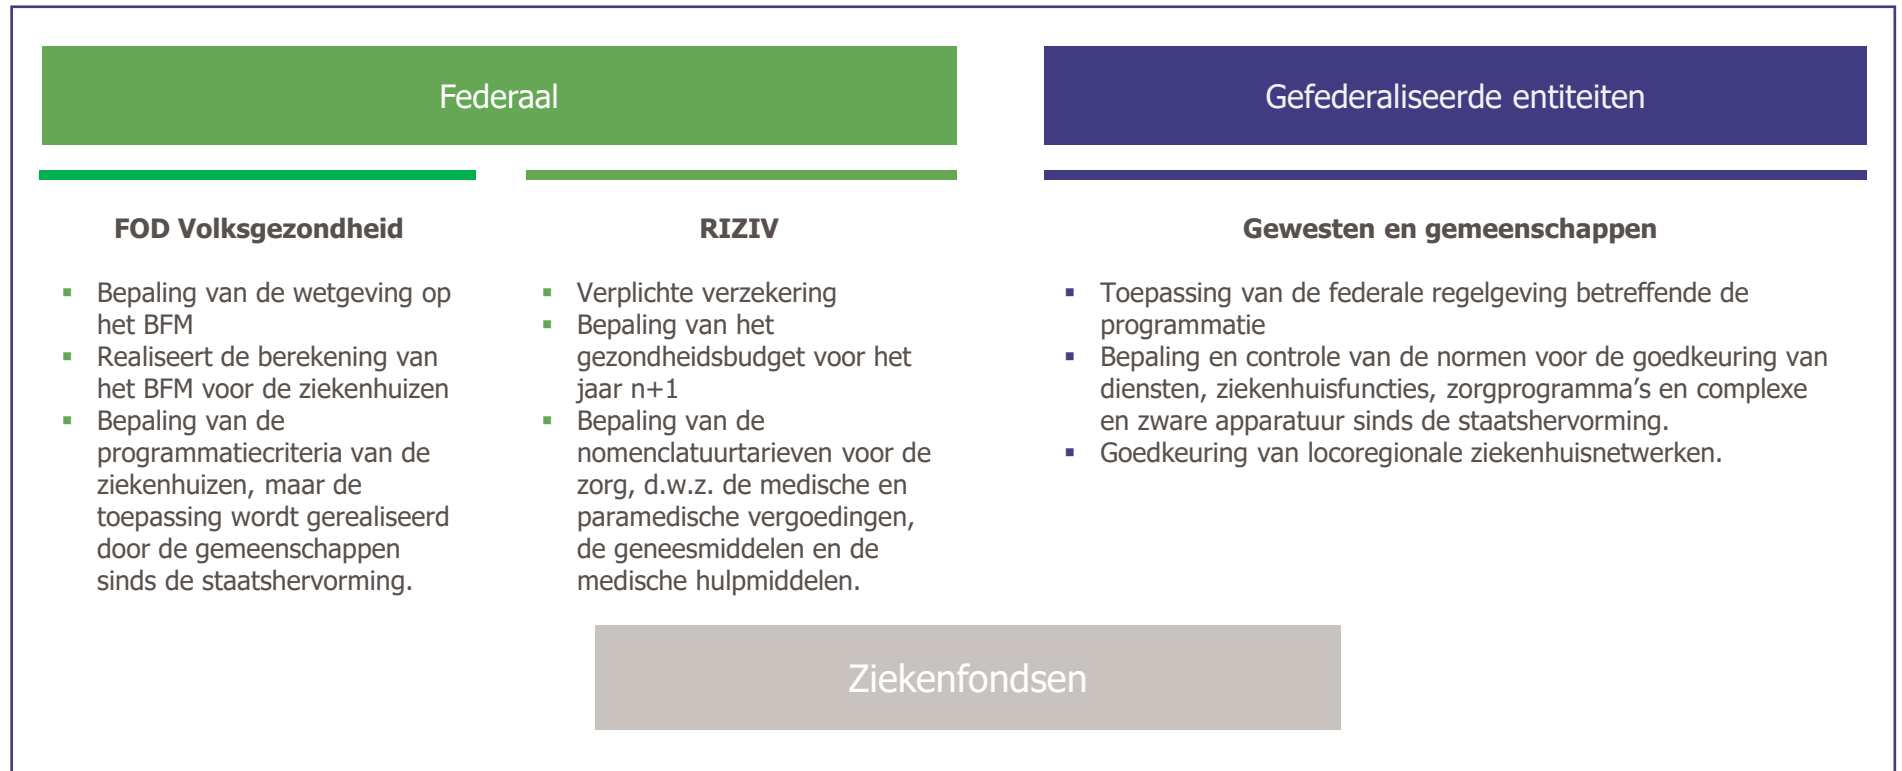 Federaal
Gefederaliseerde entiteiten
FOD Volksgezondheid
▪ Bepaling van de wetgeving op
het BFM
▪ Realiseert de berekening van
het BFM voor de ziekenhuizen
▪ Bepaling van de
programmatiecriteria van de
ziekenhuizen, maar de
toepassing wordt gerealiseerd
door de gemeenschappen
sinds de staatshervorming.
RIZIV
▪ Verplichte verzekering
▪ Bepaling van het
gezondheidsbudget voor het
jaar n+1
▪ Bepaling van de
nomenclatuurtarieven voor de
zorg, d.w.z. de medische en
paramedische vergoedingen,
de geneesmiddelen en de
medische hulpmiddelen.
Gewesten en gemeenschappen
▪ Toepassing van de federale regelgeving betreffende de
programmatie
▪ Bepaling en controle van de normen voor de goedkeuring van
diensten, ziekenhuisfuncties, zorgprogramma’s en complexe
en zware apparatuur sinds de staatshervorming.
▪ Goedkeuring van locoregionale ziekenhuisnetwerken.
Ziekenfondsen